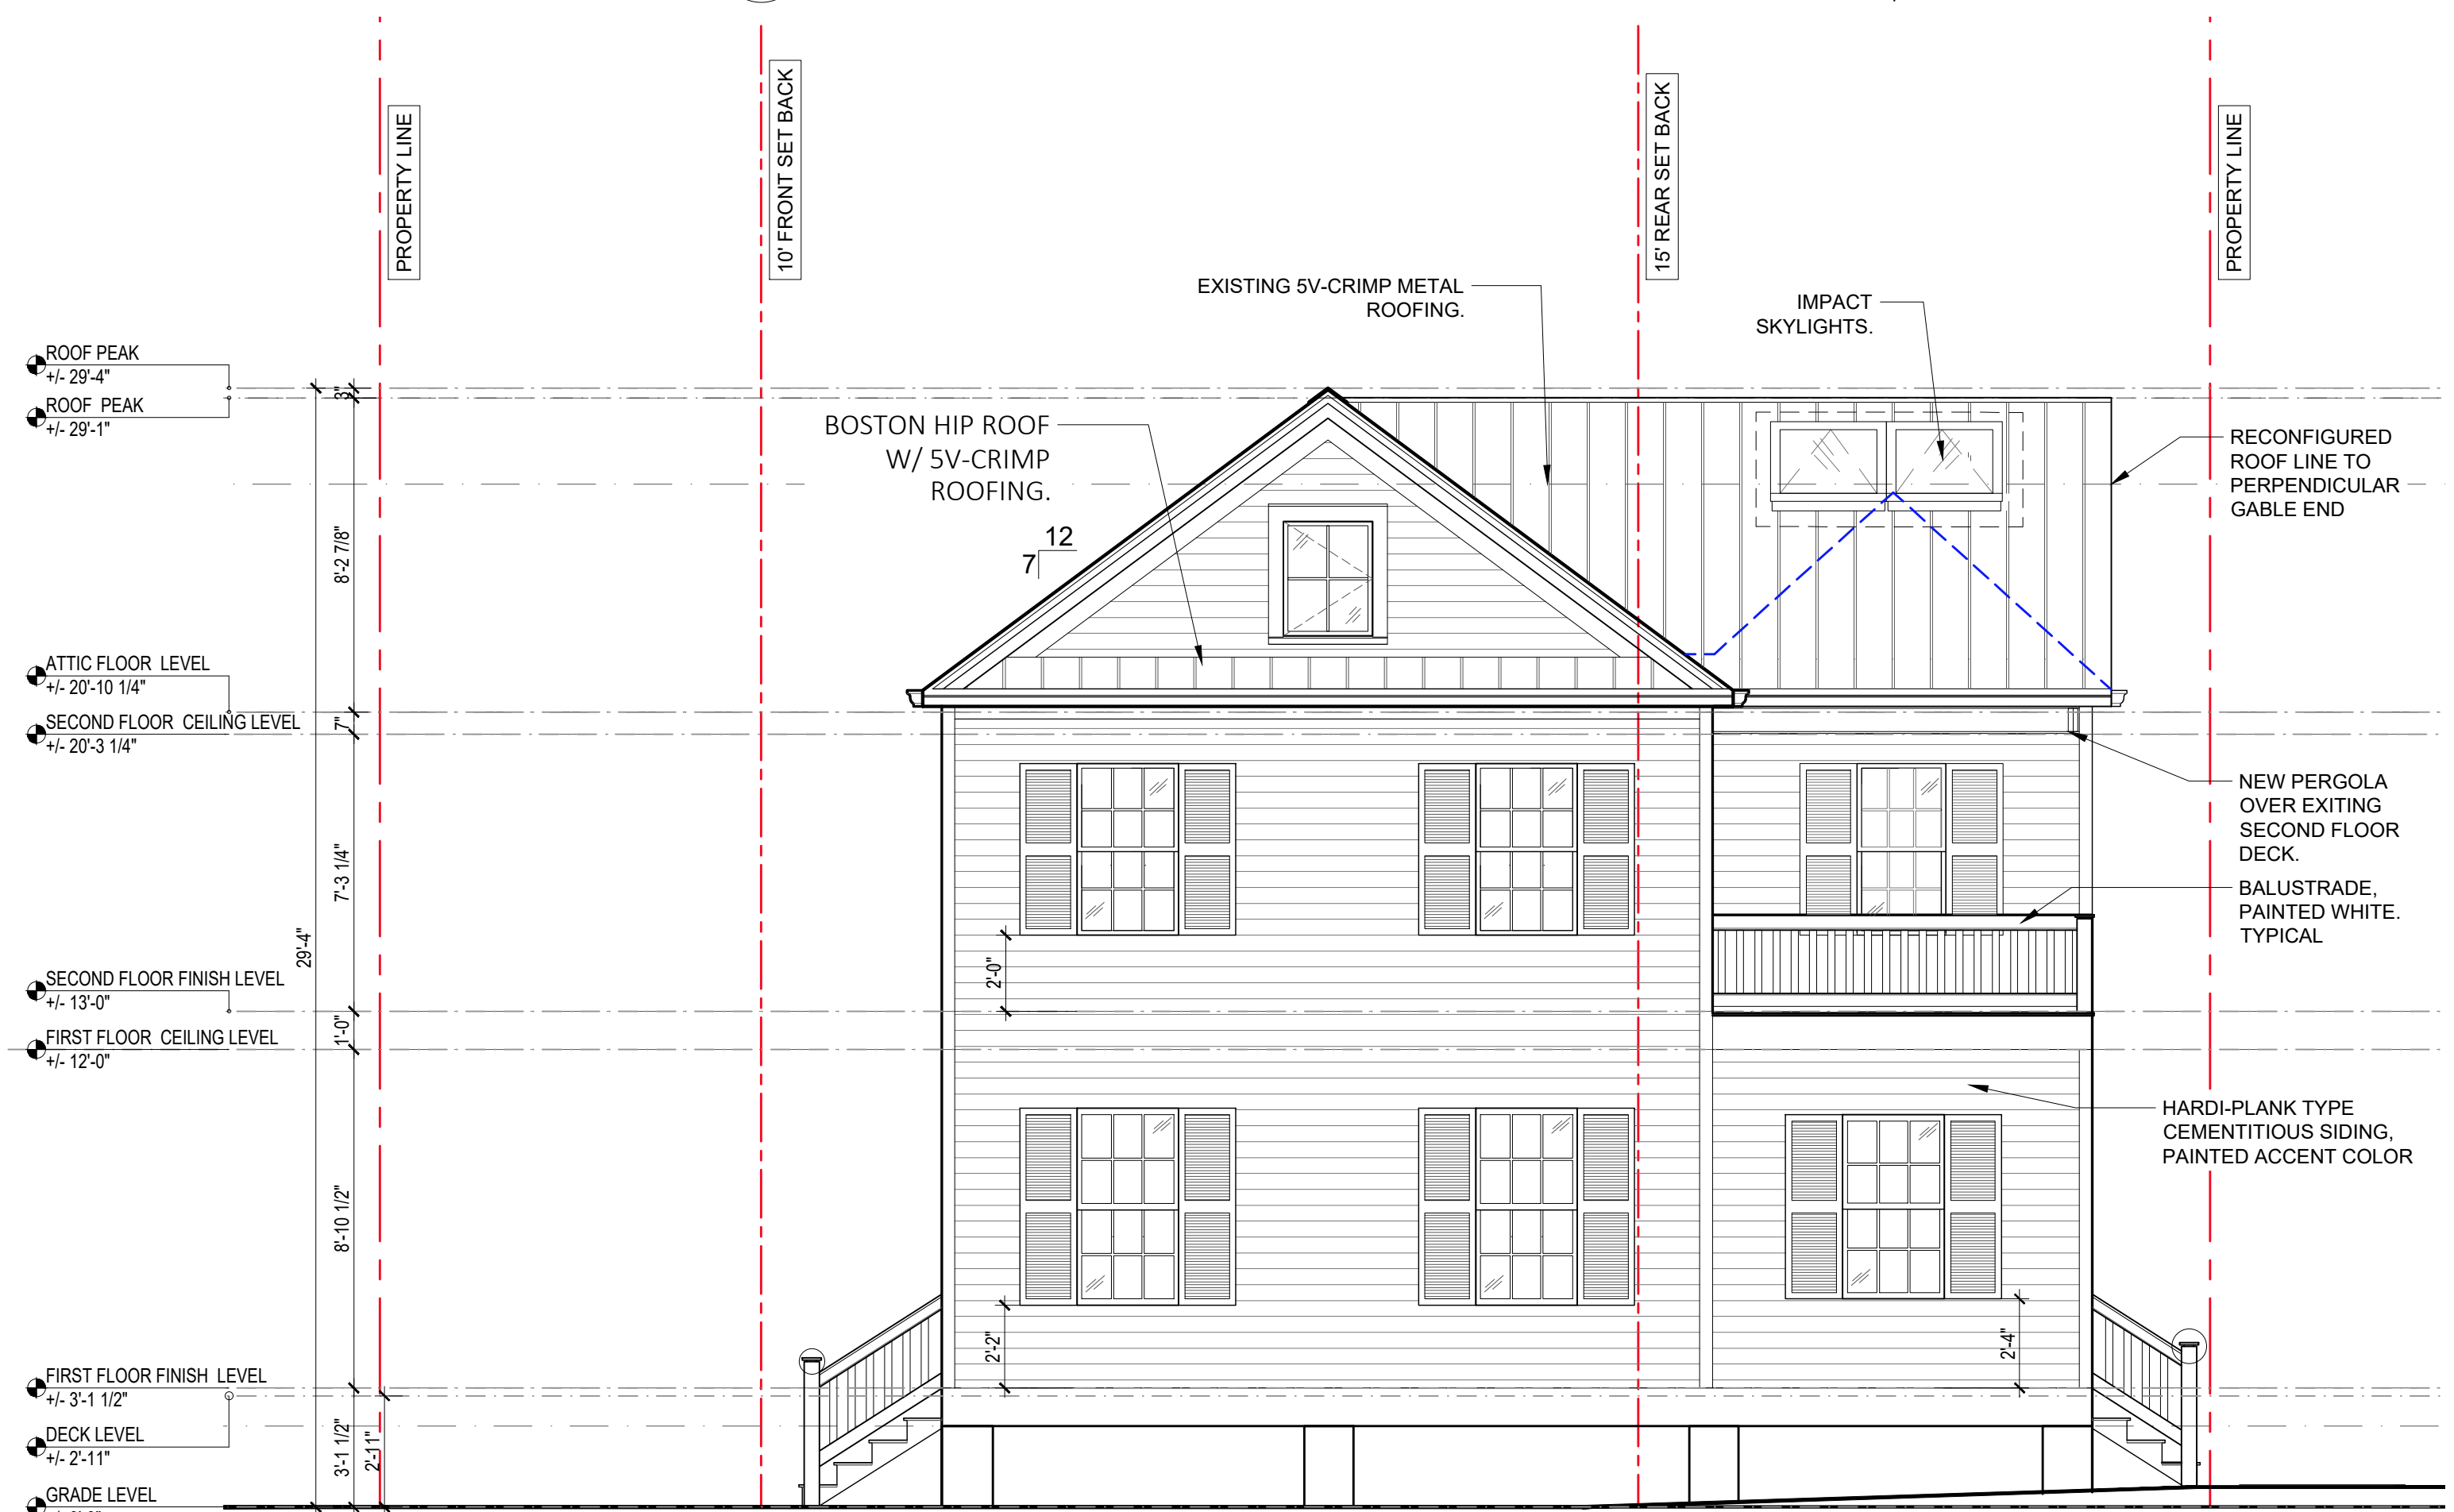 PROPERTY LINE
10' FRONT SET BACK
15' REAR SET BACK
PROPERTY LINE
EXISTING 5V-CRIMP METAL
ROOFING.
IMPACT
SKYLIGHTS.
BOSTON HIP ROOF
W/ 5V-CRIMP
ROOFING.
12
7
RECONFIGURED
ROOF LINE TO
PERPENDICULAR
GABLE END
NEW PERGOLA
OVER EXITING
SECOND FLOOR
DECK.
BALUSTRADE,
PAINTED WHITE.
TYPICAL
HARDI-PLANK TYPE
CEMENTITIOUS SIDING,
PAINTED ACCENT COLOR
ROOF PEAK
+/- 29'-4"
ROOF PEAK
+/- 29'-1"
ATTIC FLOOR LEVEL
+/- 20'-10 1/4"
SECOND FLOOR CEILING LEVEL
+/- 20'-3 1/4"
SECOND FLOOR FINISH LEVEL
+/- 13'-0"
FIRST FLOOR CEILING LEVEL
+/- 12'-0"
FIRST FLOOR FINISH LEVEL
+/- 3'-1 1/2"
DECK LEVEL
+/- 2'-11"
GRADE LEVEL
29'-4"
3"
8'-2 7/8"
7"
7'-3 1/4"
1'-0"
8'-10 1/2"
3'-1 1/2"
2'-11"
2'-0"
2'-2"
2'-4"